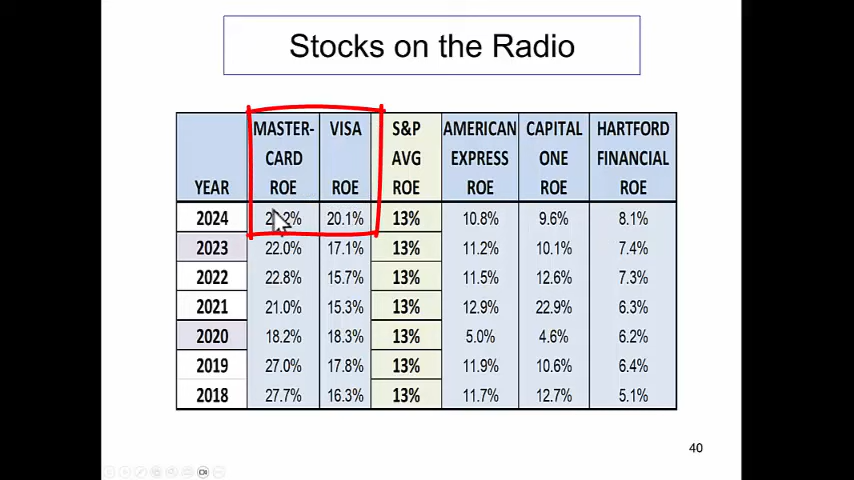 Stocks on the Radio
YEAR MASTER-CARD ROE VISA ROE S&P AVG ROE AMERICAN EXPRESS ROE CAPITAL ONE ROE HARTFORD FINANCIAL ROE
2024 20.1% 13% 10.8% 9.6% 8.1%
2023 22.0% 17.1% 13% 11.2% 10.1% 7.4%
2022 22.8% 15.7% 13% 11.5% 12.6% 7.3%
2021 21.0% 15.3% 13% 12.9% 22.9% 6.3%
2020 18.2% 18.3% 13% 5.0% 4.6% 6.2%
2019 27.0% 17.8% 13% 11.9% 10.6% 6.4%
2018 27.7% 16.3% 13% 11.7% 12.7% 5.1%
40